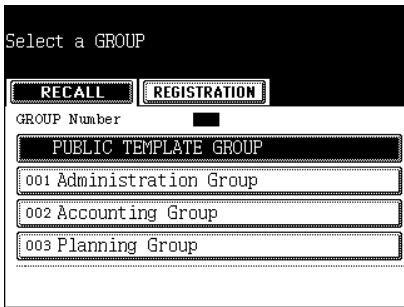 Select a GROUP
RECALL REGISTRATION
GROUP Number
PUBLIC TEMPLATE GROUP
001 Administration Group
002 Accounting Group
003 Planning Group